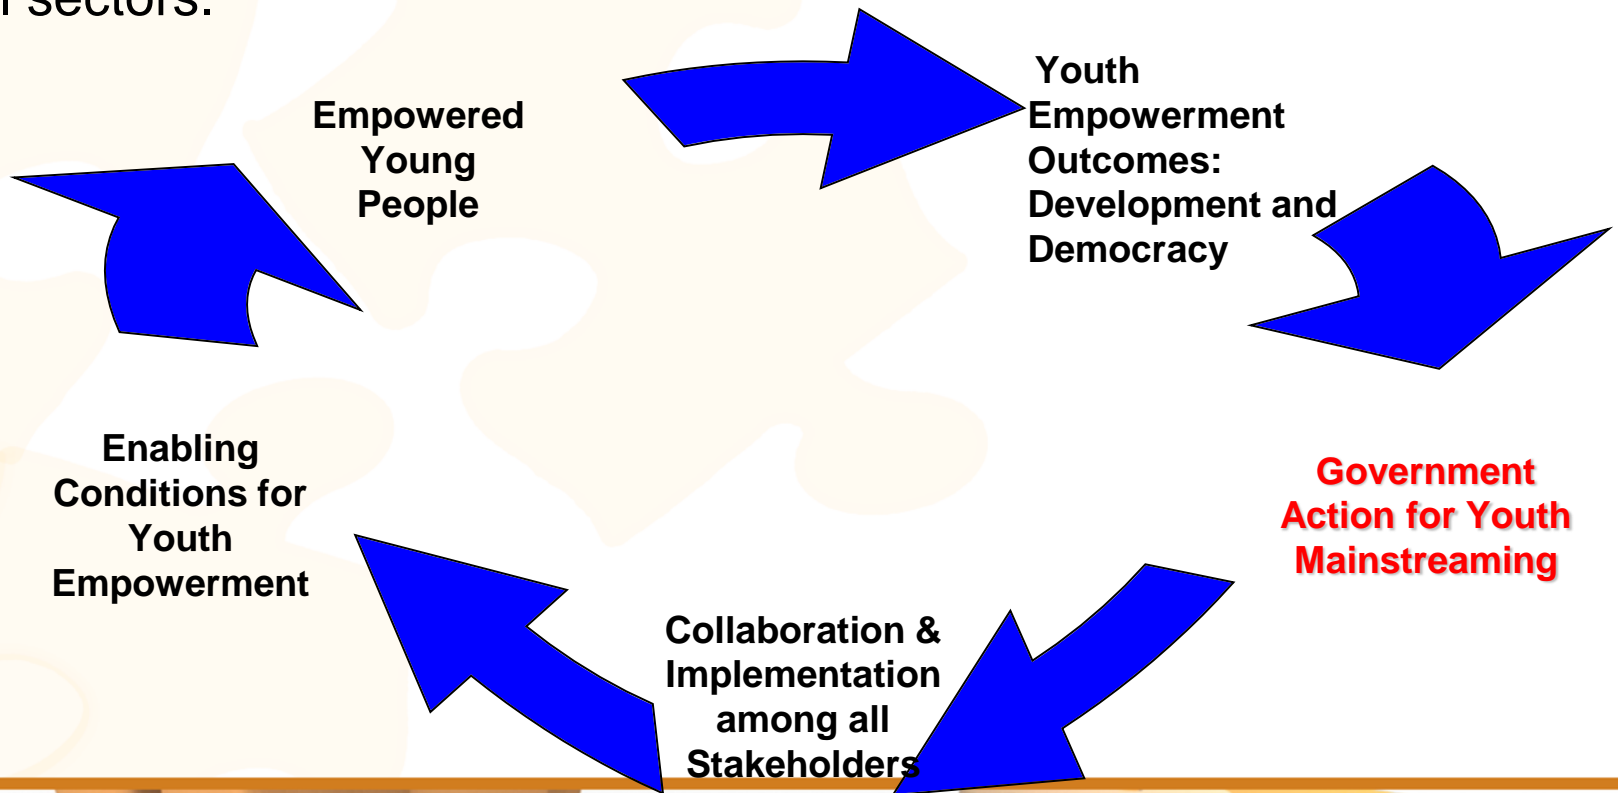 sectors.
Empowered
Young
People
Youth
Empowerment
Outcomes:
Development and
Democracy
Government
Action for Youth
Mainstreaming
Collaboration &
Implementation
among all
Stakeholders
Enabling
Conditions for
Youth
Empowerment